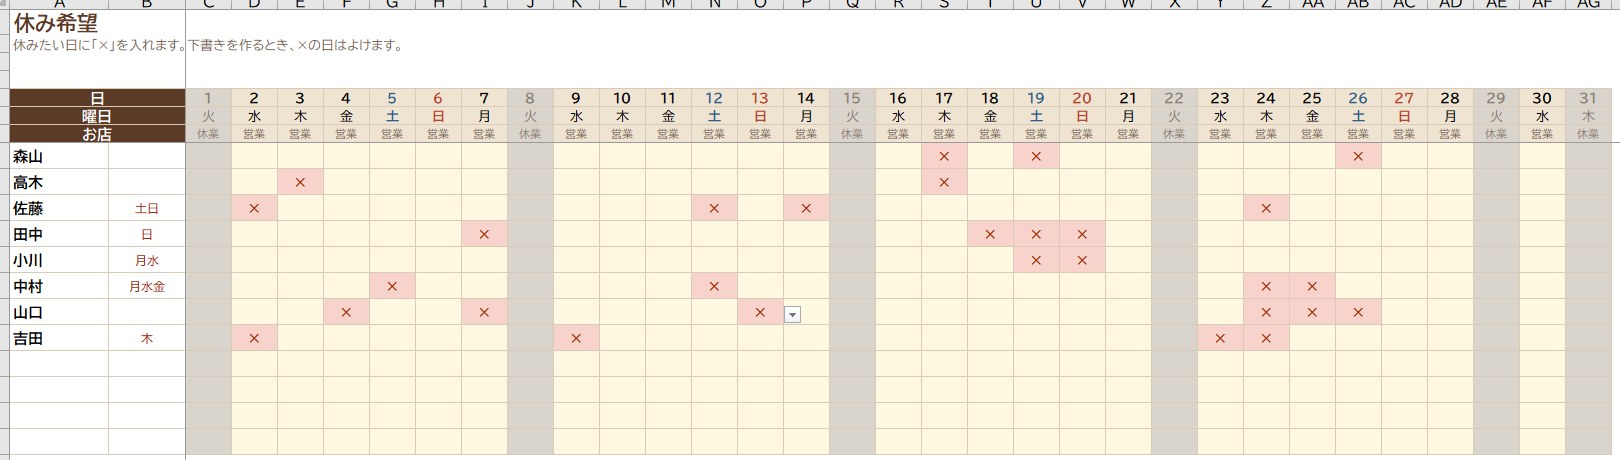 A B C D E F G H I J K L M N O P Q R S T U V W X Y Z AA AB AC AD AE AF AG
休み希望
休みたい日に「×」を入れます。下書きを作るとき、×の日はよけます。
日 1 2 3 4 5 6 7 8 9 10 11 12 13 14 15 16 17 18 19 20 21 22 23 24 25 26 27 28 29 30 31
曜日 火 水 木 金 土 日 月 火 水 木 金 土 日 月 火 水 木 金 土 日 月 火 水 木 金 土 日 月 火 水 木
お店 休業 営業 営業 営業 営業 営業 営業 休業 営業 営業 営業 営業 営業 営業 休業 営業 営業 営業 営業 営業 営業 休業 営業 営業 営業 営業 営業 営業 休業 営業 休業
森山 × × ×
高木 × ×
佐藤 土日 × × × ×
田中 日 × × × ×
小川 月水 × ×
中村 月水金 × × × ×
山口 × × × × × ×
吉田 木 × × × ×